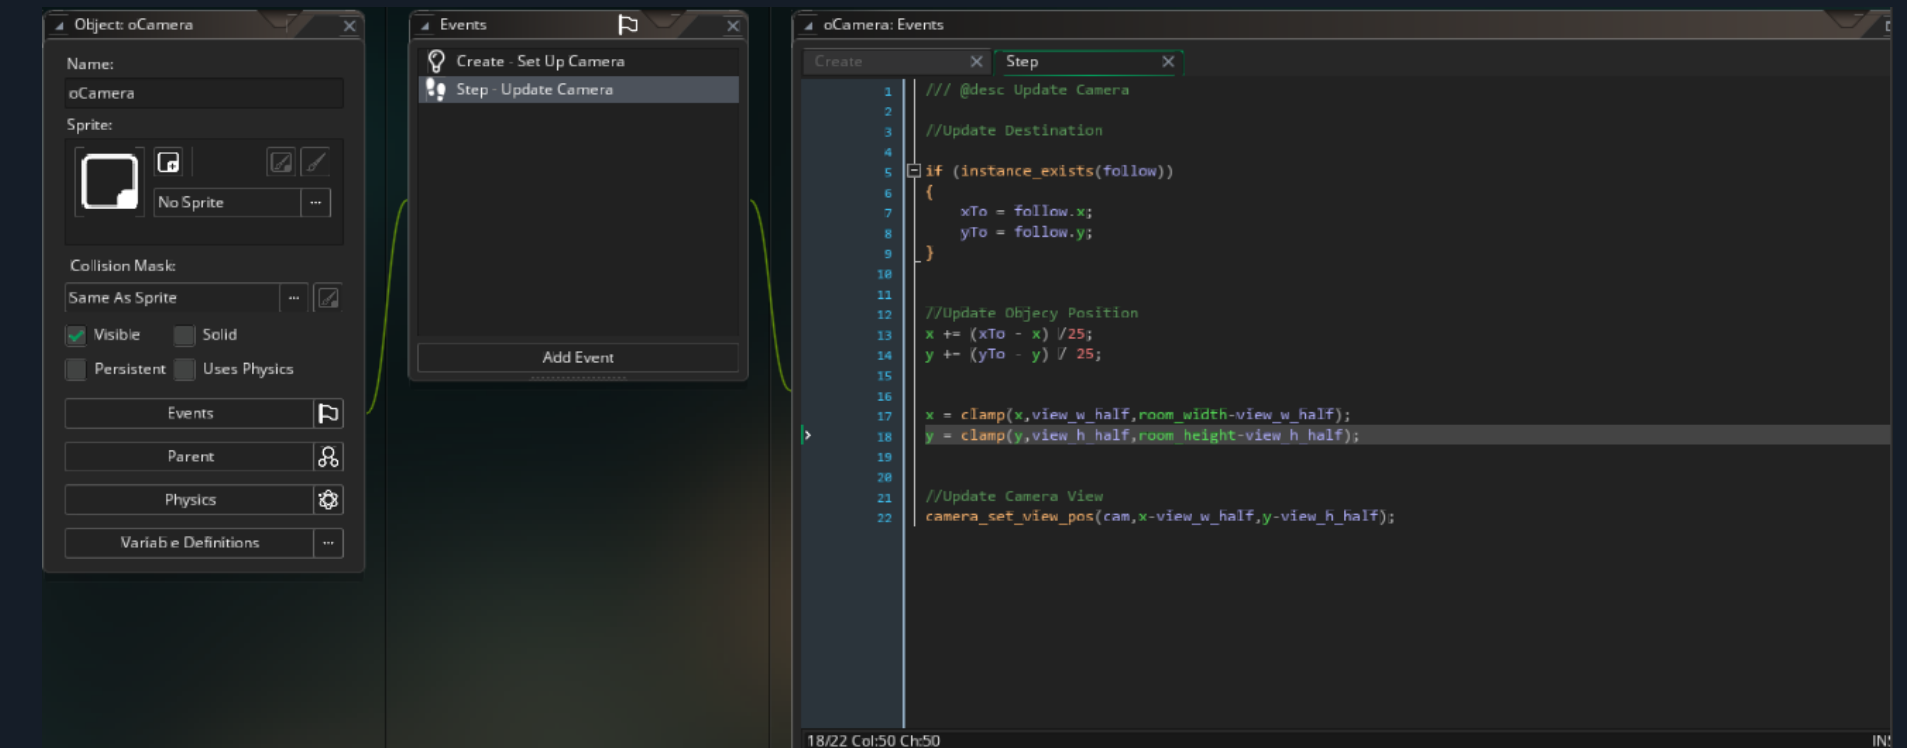 Object: oCamera
Name:
oCamera
Sprite:
No Sprite
...
Collision Mask:
Same As Sprite
...
Visible
Solid
Persistent
Uses Physics
Events
Parent
Physics
Variable Definitions
...
Events
Create - Set Up Camera
Step - Update Camera
Add Event
oCamera: Events
Create
Step
1 /// @desc Update Camera
2
3 //Update Destination
4
5 if (instance_exists(follow))
6 {
7 xTo = follow.x;
8 yTo = follow.y;
9 }
10
11
12 //Update Objecy Position
13 x += (xTo - x) /25;
14 y += (yTo - y) / 25;
15
16
17 x = clamp(x,view_w_half,room_width-view_w_half);
18 y = clamp(y,view_h_half,room_height-view_h_half);
19
20
21 //Update Camera View
22 camera_set_view_pos(cam,x-view_w_half,y-view_h_half);
18/22 Col:50 Ch:50